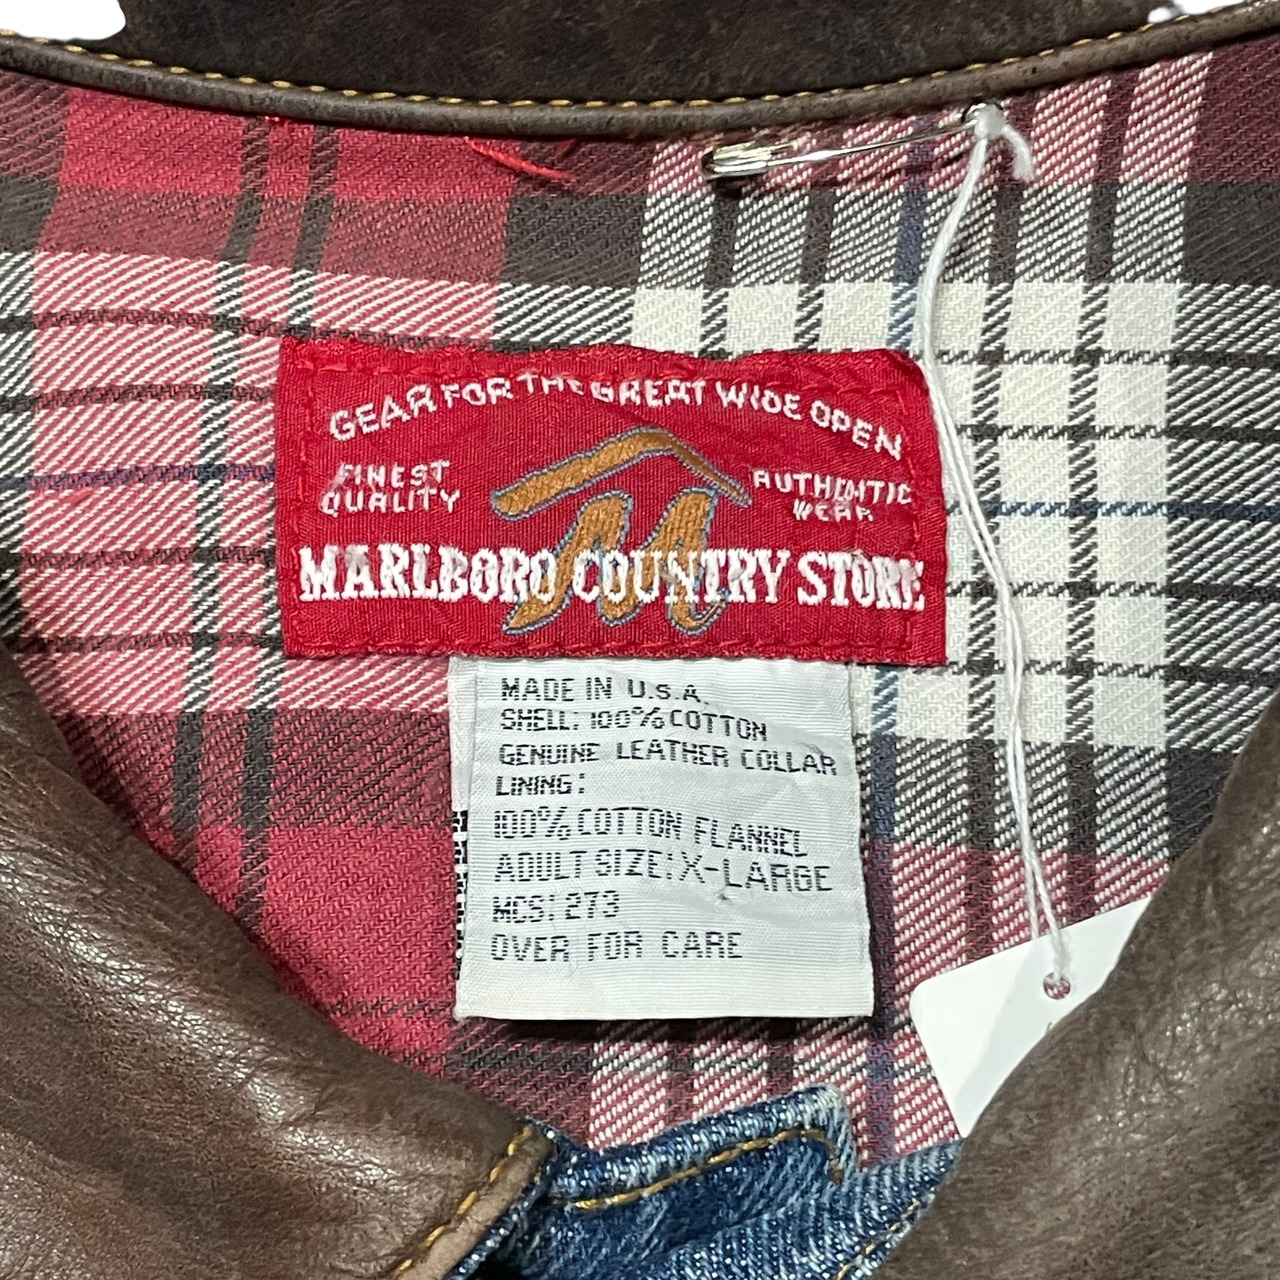 GEAR FOR THE GREAT WIDE OPEN
FINEST
QUALITY
AUTHENTIC
WEAR
M
MARLBORO COUNTRY STORE
MADE IN U.S.A.
SHELL: 100% COTTON
GENUINE LEATHER COLLAR
LINING:
100% COTTON FLANNEL
ADULT SIZE: X-LARGE
MCS: 273
OVER FOR CARE